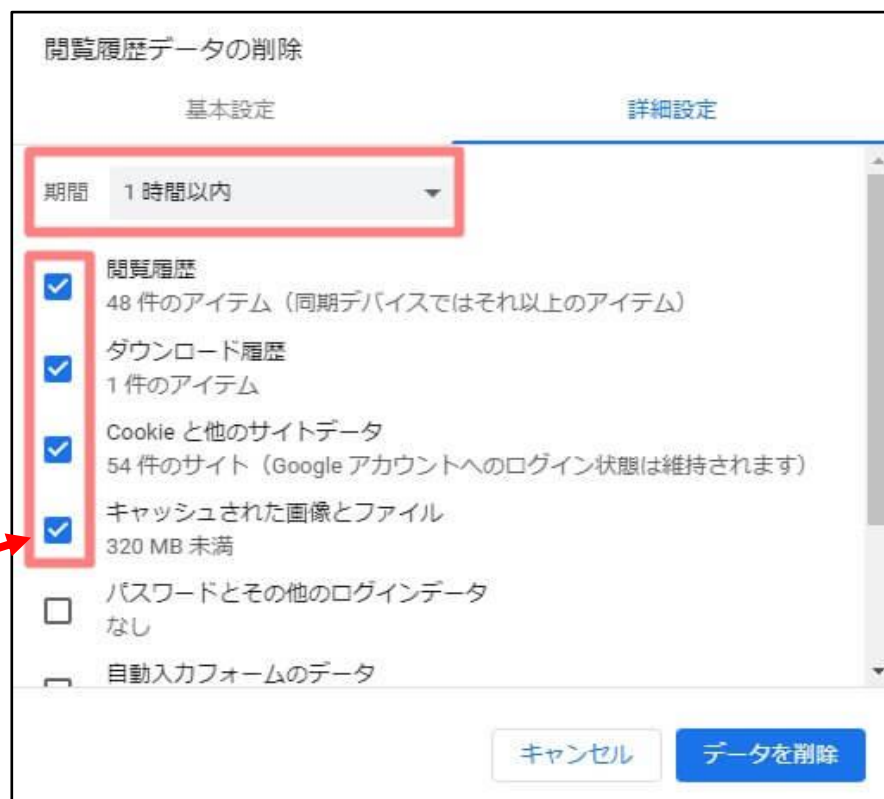 閲覧履歴データの削除
基本設定
詳細設定
期間 1 時間以内
閲覧履歴
48 件のアイテム（同期デバイスではそれ以上のアイテム）
ダウンロード履歴
1 件のアイテム
Cookie と他のサイトデータ
54 件のサイト（Google アカウントへのログイン状態は維持されます）
キャッシュされた画像とファイル
320 MB 未満
パスワードとその他のログインデータ
なし
自動入力フォームのデータ
キャンセル
データを削除